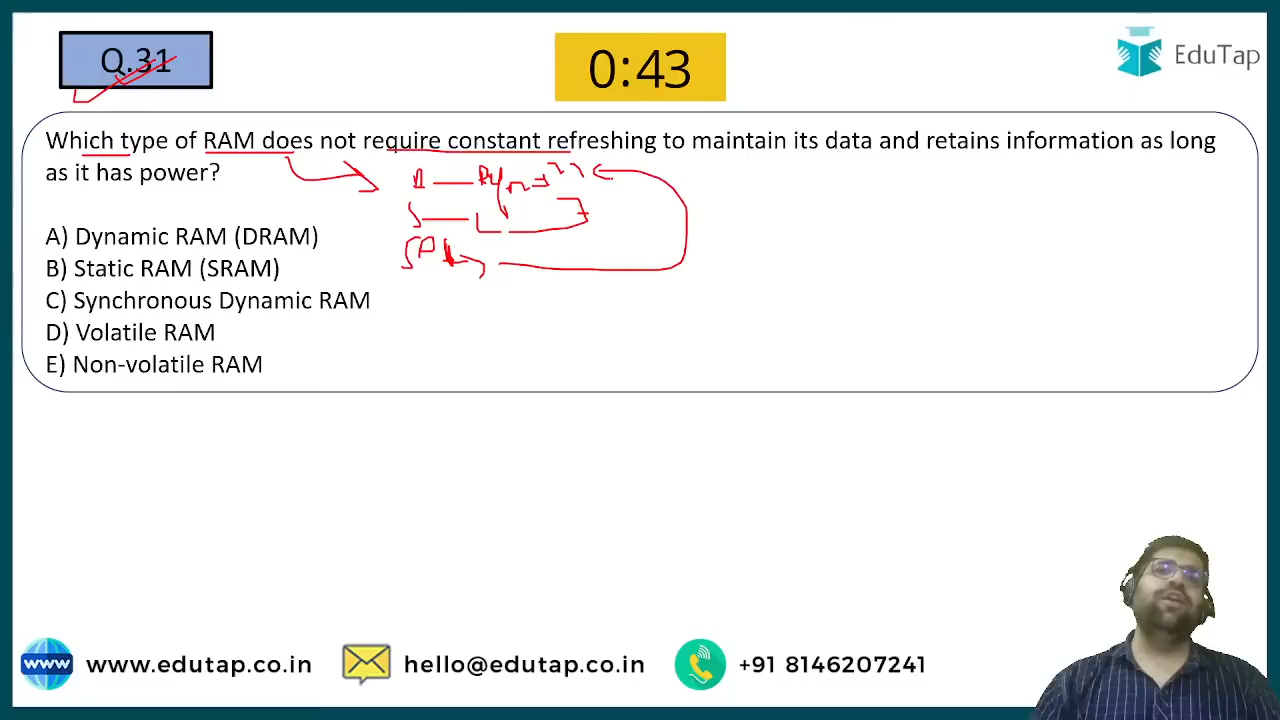 Q.31
0:43
EduTap
Which type of RAM does not require constant refreshing to maintain its data and retains information as long
as it has power?
A) Dynamic RAM (DRAM)
B) Static RAM (SRAM)
C) Synchronous Dynamic RAM
D) Volatile RAM
E) Non-volatile RAM
www www.edutap.co.in hello@edutap.co.in +91 8146207241